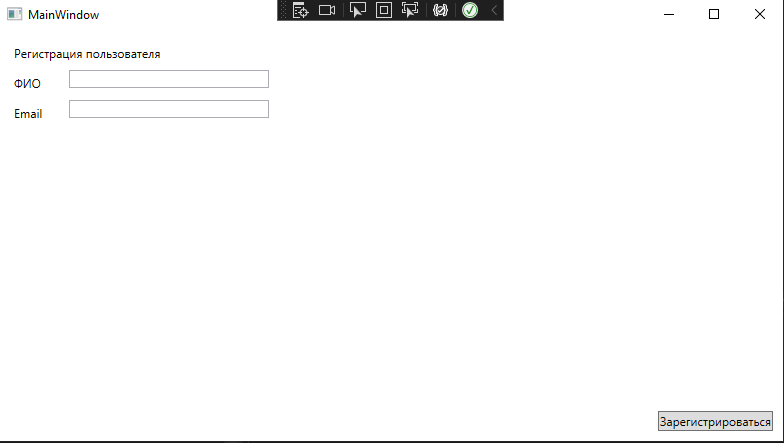 MainWindow
Регистрация пользователя
ФИО
Email
Зарегистрироваться